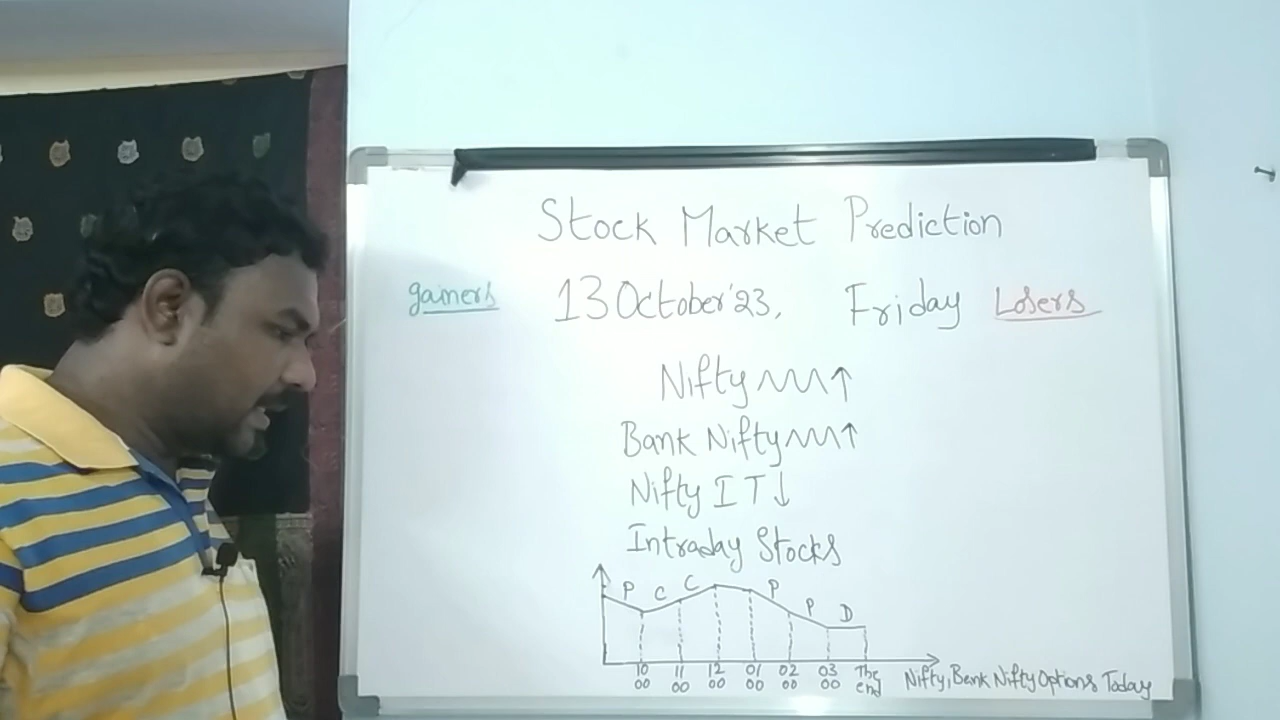 Stock Market Prediction
gainers 13 October'23, Friday Losers
Nifty ↑
Bank Nifty ↑
Nifty IT ↓
Intraday Stocks
P C C P P D
10 00 11 00 12 00 01 00 02 00 03 00 The end
Nifty, Bank Nifty Options Today